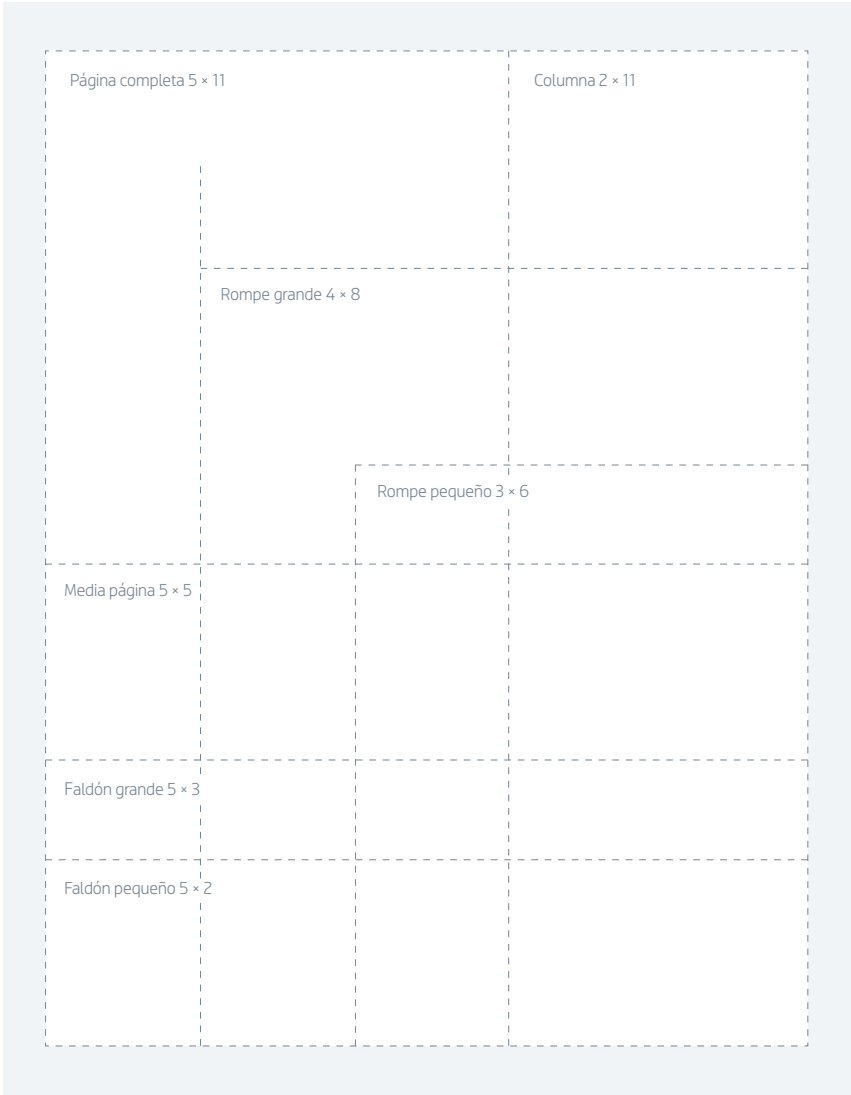 Página completa 5 × 11
Columna 2 × 11
Rompe grande 4 × 8
Rompe pequeño 3 × 6
Media página 5 × 5
Faldón grande 5 × 3
Faldón pequeño 5 × 2